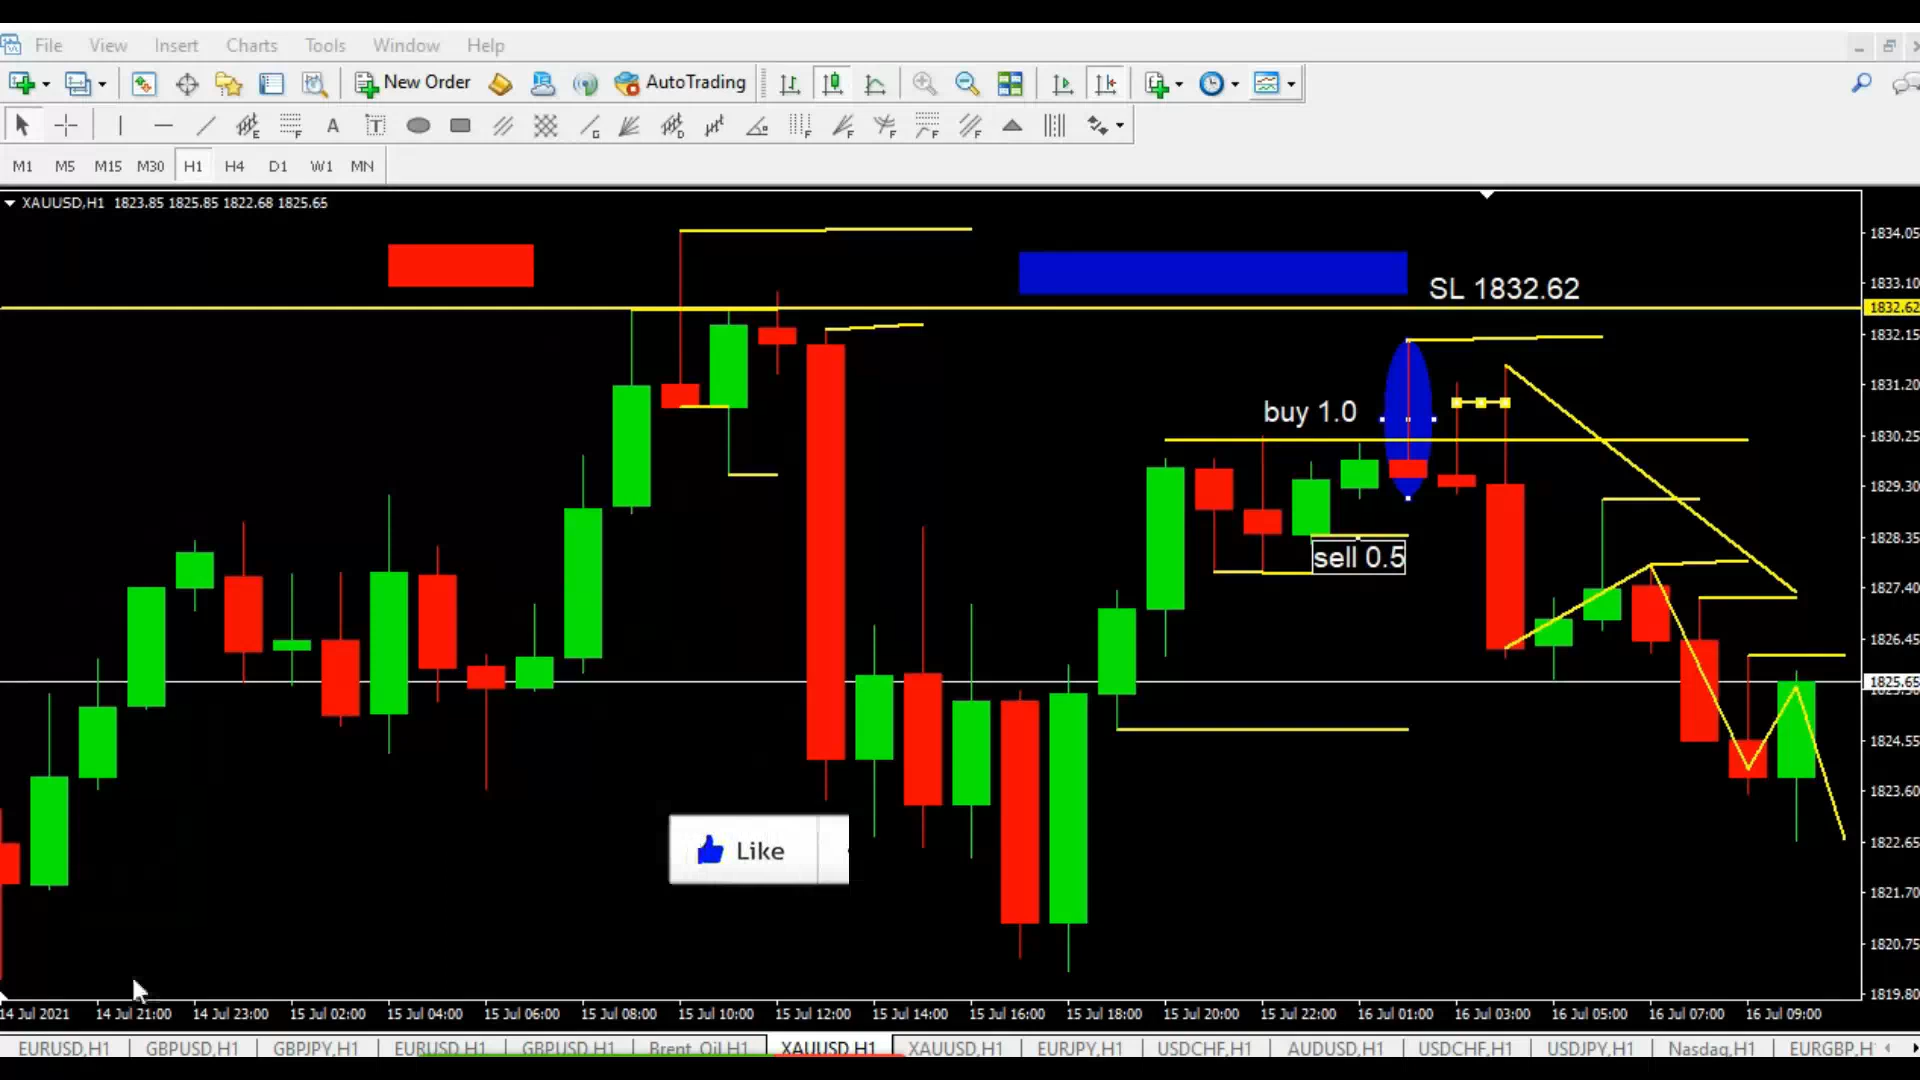 File View Insert Charts Tools Window Help
New Order AutoTrading
E F A T G D F F F F F
M1 M5 M15 M30 H1 H4 D1 W1 MN
XAUUSD,H1 1823.85 1825.85 1822.68 1825.65
1834.05
1833.10
SL 1832.62
1832.62
1832.15
1831.20
buy 1.0
1830.25
1829.30
1828.35
sell 0.5
1827.40
1826.45
1825.65
1824.55
1823.60
Like
1822.65
1821.70
1820.75
1819.80
14 Jul 2021 14 Jul 21:00 14 Jul 23:00 15 Jul 02:00 15 Jul 04:00 15 Jul 06:00 15 Jul 08:00 15 Jul 10:00 15 Jul 12:00 15 Jul 14:00 15 Jul 16:00 15 Jul 18:00 15 Jul 20:00 15 Jul 22:00 16 Jul 01:00 16 Jul 03:00 16 Jul 05:00 16 Jul 07:00 16 Jul 09:00
EURUSD,H1 GBPUSD,H1 GBPJPY,H1 EURUSD,H1 GBPUSD,H1 Brent_Oil,H1 XAUUSD,H1 XAUUSD,H1 EURJPY,H1 USDCHF,H1 AUDUSD,H1 USDCHF,H1 USDJPY,H1 Nasdaq,H1 EURGBP,H